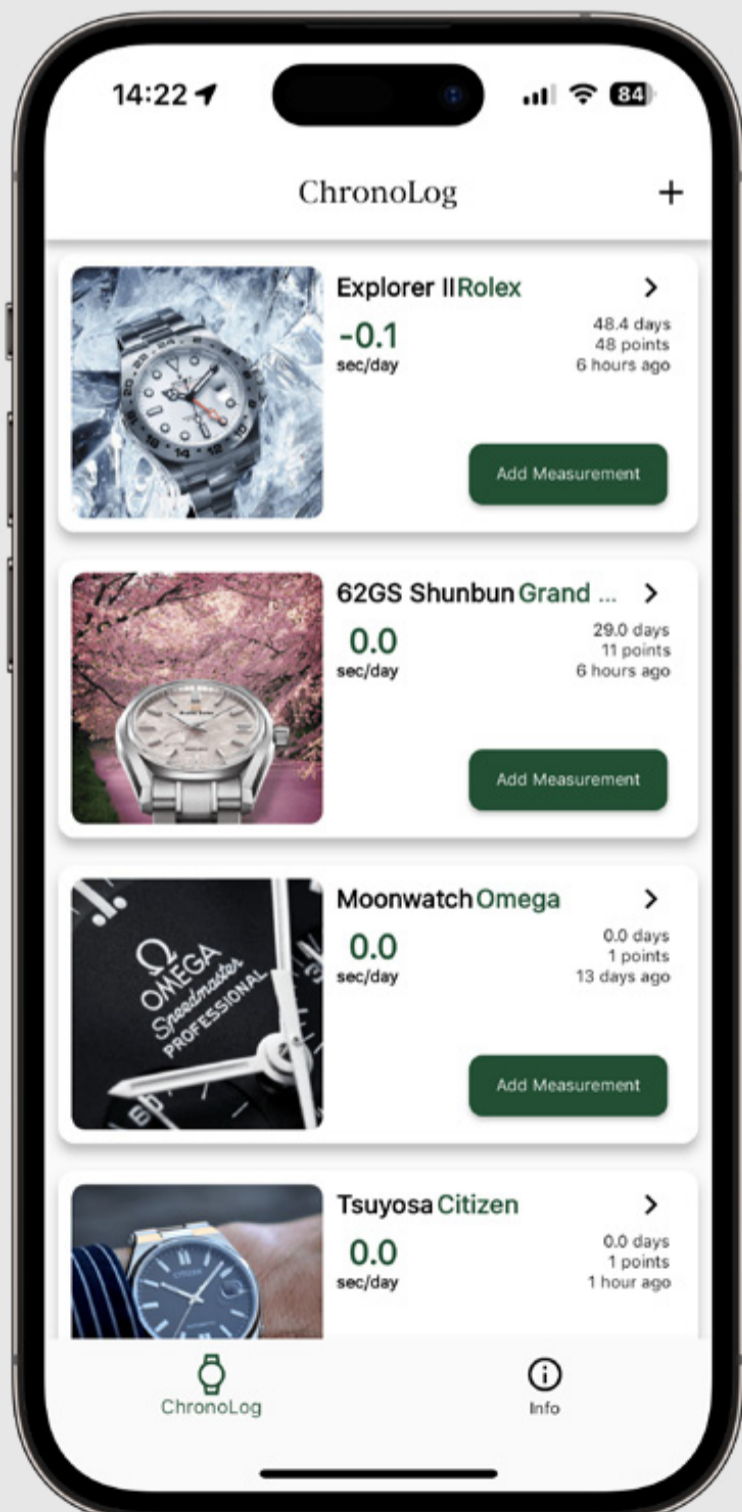 14:22
84
ChronoLog
+
Explorer II Rolex
-0.1
sec/day
48.4 days
48 points
6 hours ago
Add Measurement
62GS Shunbun Grand ...
0.0
sec/day
29.0 days
11 points
6 hours ago
Add Measurement
Moonwatch Omega
0.0
sec/day
0.0 days
1 points
13 days ago
Add Measurement
Ω
OMEGA
Speedmaster
PROFESSIONAL
60
Tsuyosa Citizen
0.0
sec/day
0.0 days
1 points
1 hour ago
CITIZEN
ChronoLog
Info